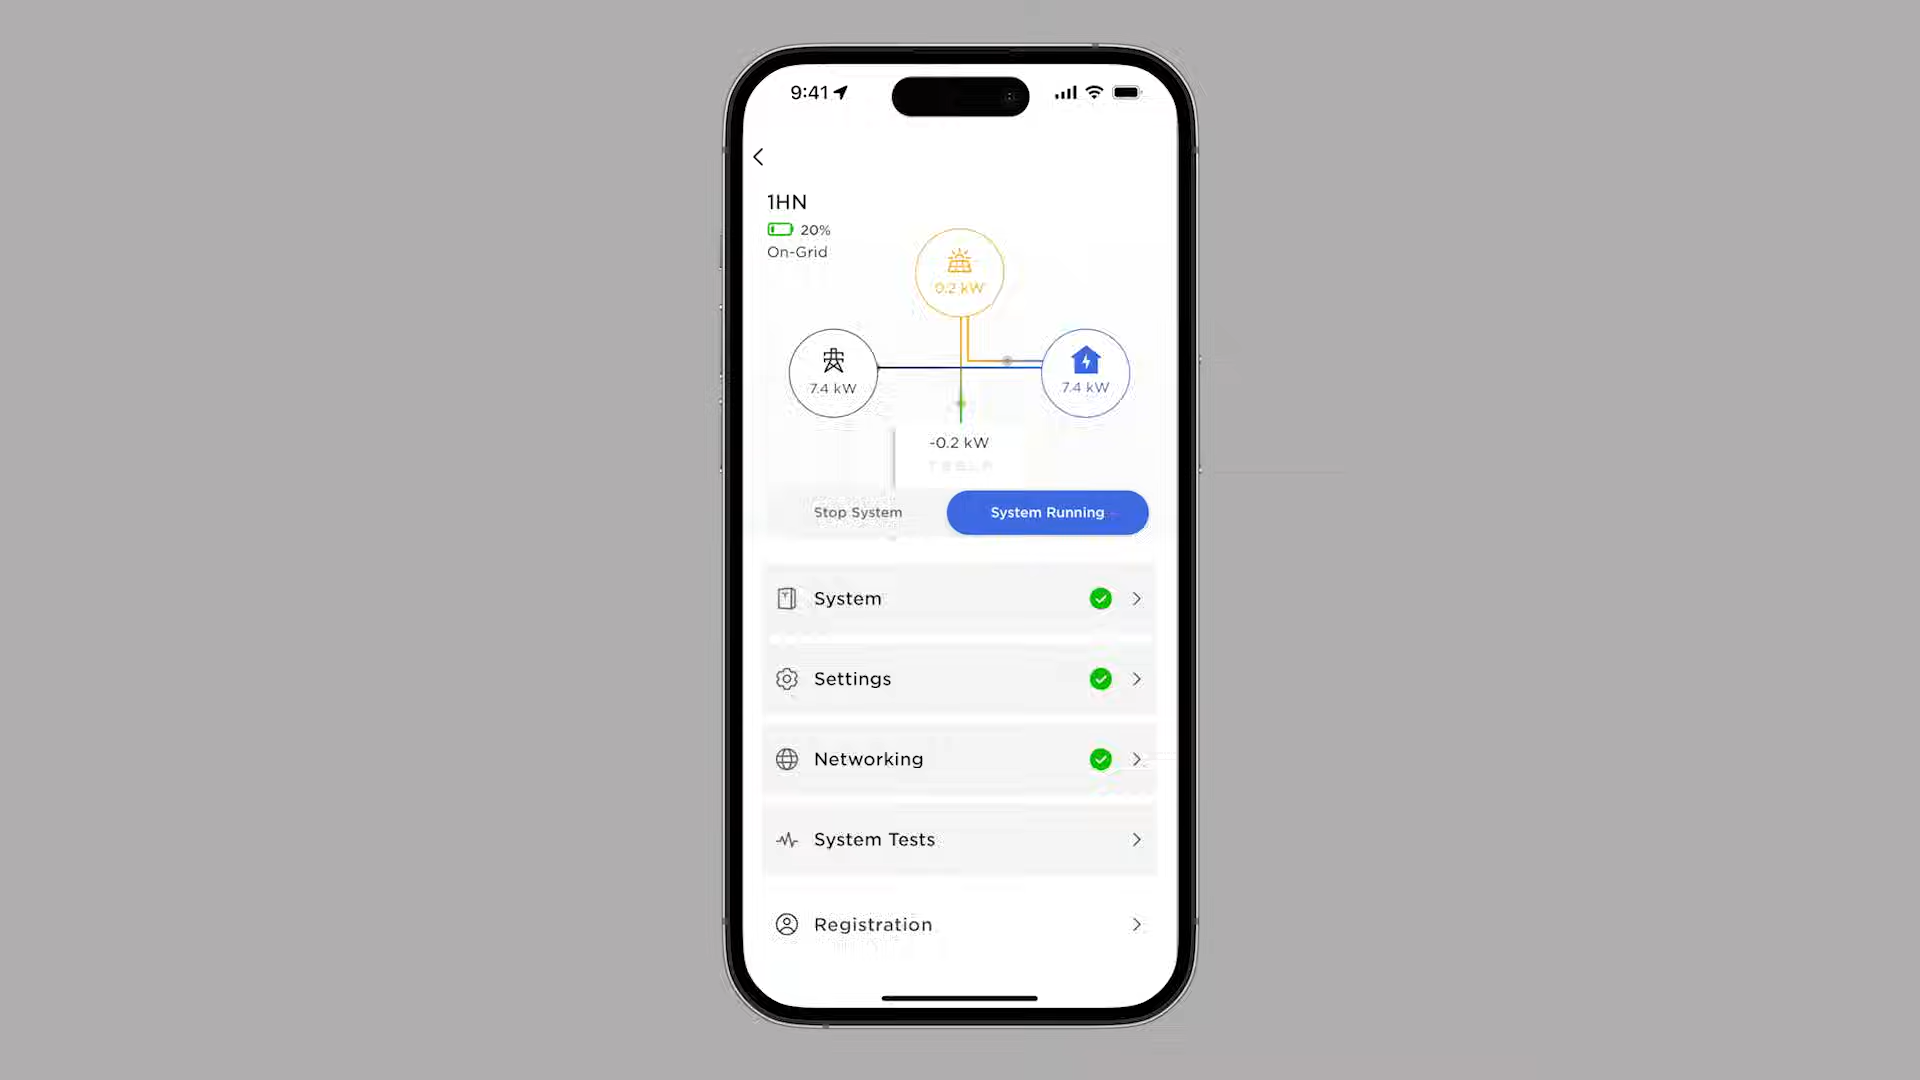 9:41
1HN
20%
On-Grid
0.2 kW
7.4 kW
7.4 kW
-0.2 kW
TESLA
Stop System
System Running
System
Settings
Networking
System Tests
Registration